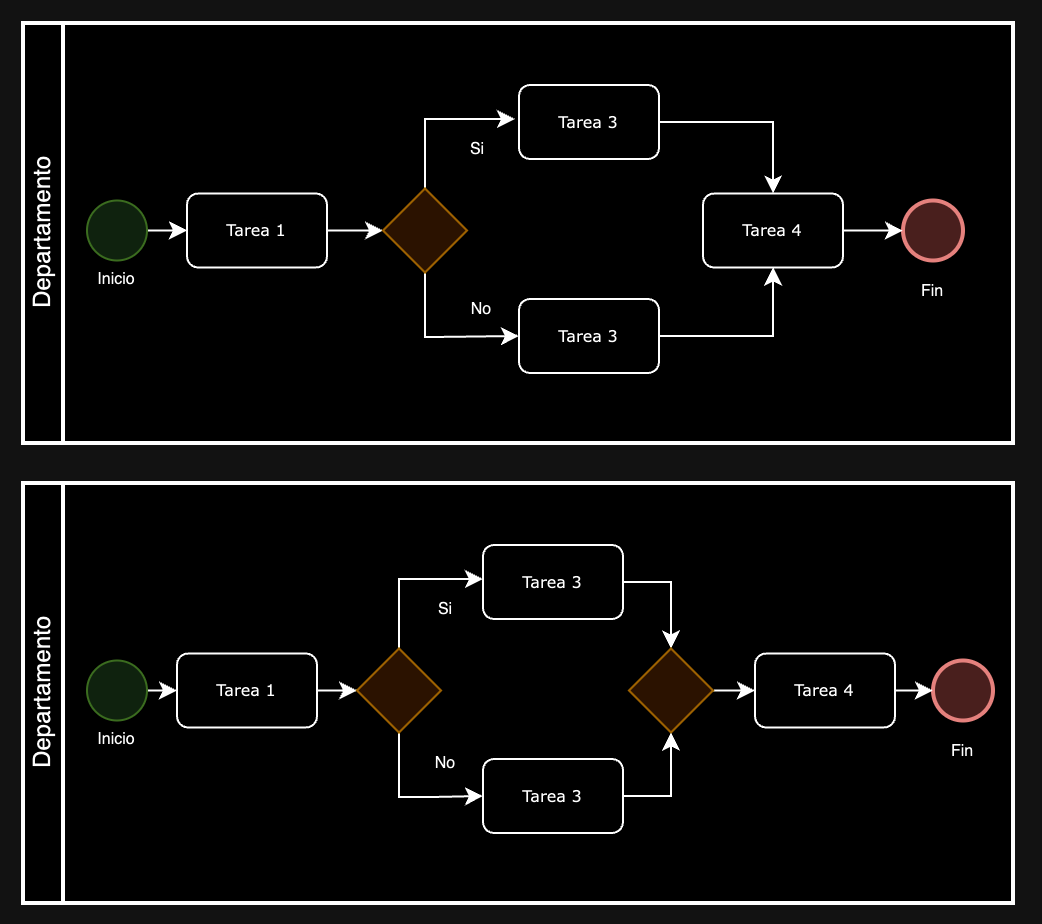 Departamento
Inicio
Tarea 1
Si
No
Tarea 3
Tarea 3
Tarea 4
Fin
Departamento
Inicio
Tarea 1
Si
No
Tarea 3
Tarea 3
Tarea 4
Fin